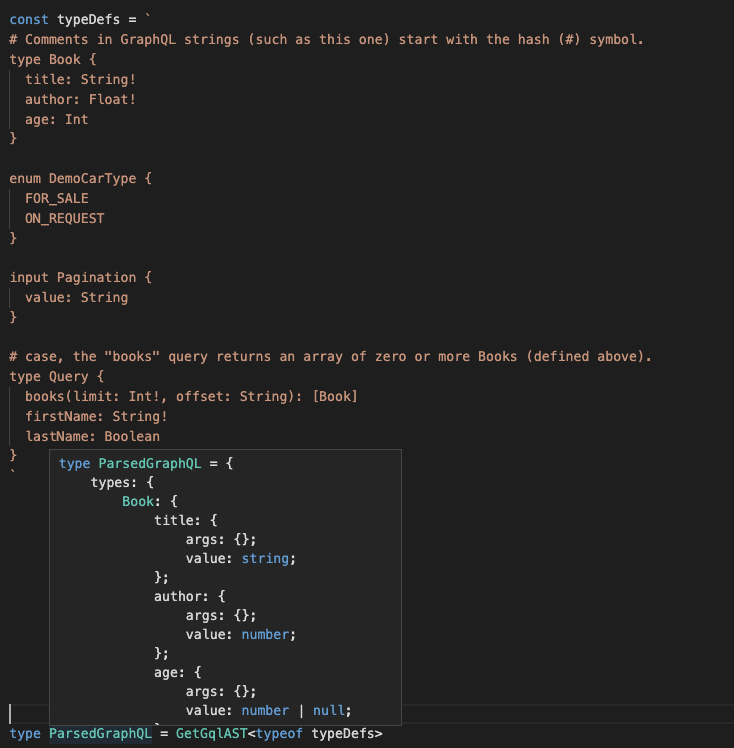 const typeDefs = `
# Comments in GraphQL strings (such as this one) start with the hash (#) symbol.
type Book {
  title: String!
  author: Float!
  age: Int
}

enum DemoCarType {
  FOR_SALE
  ON_REQUEST
}

input Pagination {
  value: String
}

# case, the "books" query returns an array of zero or more Books (defined above).
type Query {
  books(limit: Int!, offset: String): [Book]
  firstName: String!
  lastName: Boolean
}
`
type ParsedGraphQL = {
    types: {
        Book: {
            title: {
                args: {};
                value: string;
            };
            author: {
                args: {};
                value: number;
            };
            age: {
                args: {};
                value: number | null;
type ParsedGraphQL = GetGqlAST<typeof typeDefs>